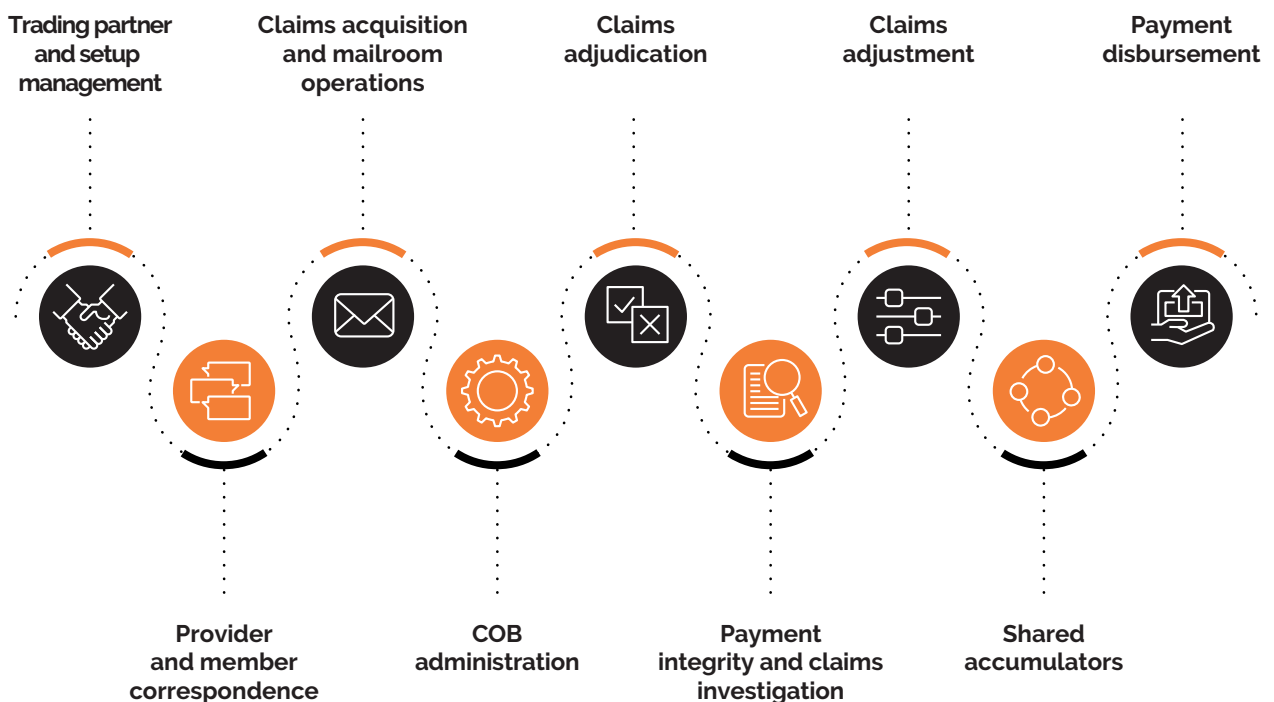 Trading partner
and setup
management
Claims acquisition
and mailroom
operations
Claims
adjudication
Claims
adjustment
Payment
disbursement
Provider
and member
correspondence
COB
administration
Payment
integrity and claims
investigation
Shared
accumulators